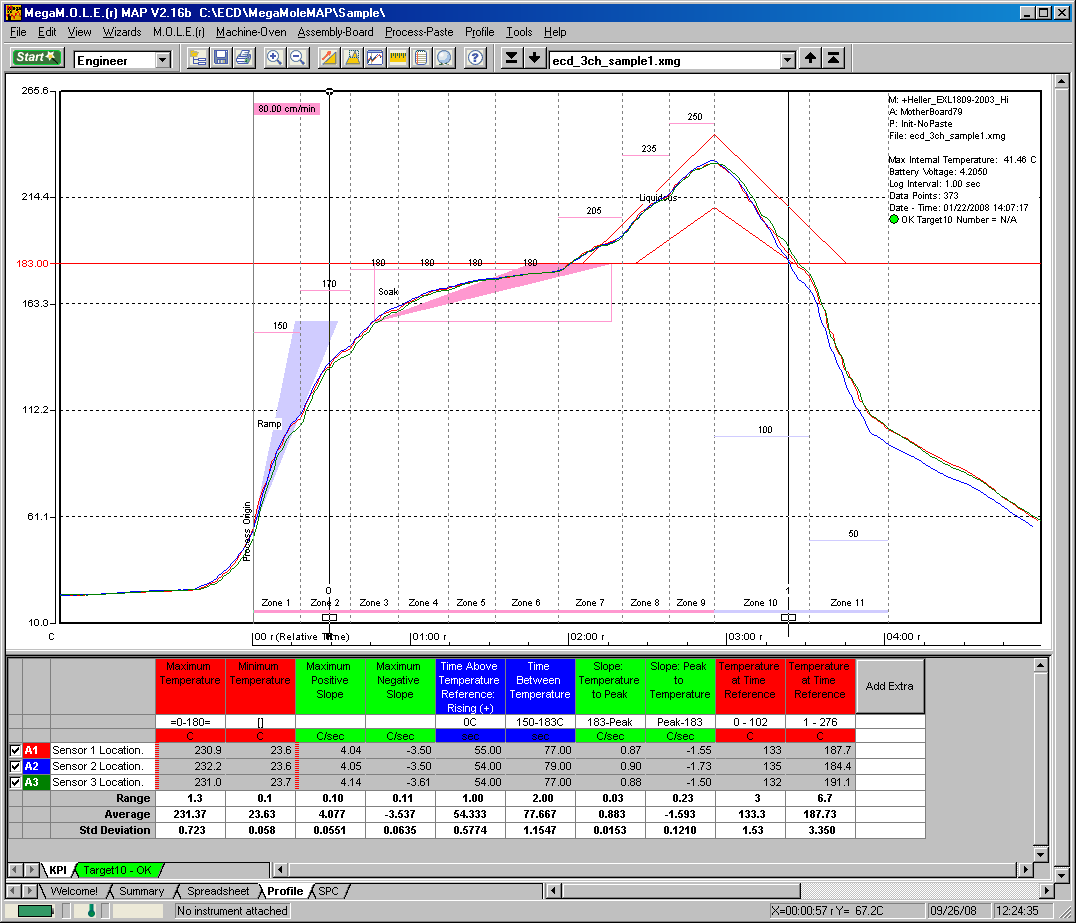 MegaM.O.L.E.(r) MAP V2.16b C:\ECD\MegaMoleMAP\Sample\
File Edit View Wizards M.O.L.E.(r) Machine-Oven Assembly-Board Process-Paste Profile Tools Help
Start Engineer ecd_3ch_sample1.xmg
265.6
214.4
183.00
163.3
112.2
61.1
10.0
C
80.00 cm/min
M: +Heller_EXL1809-2003_Hi
A: MotherBoard79
P: Init-NoPaste
File: ecd_3ch_sample1.xmg
Max Internal Temperature: 41.46 C
Battery Voltage: 4.2050
Log Interval: 1.00 sec
Data Points: 373
Date - Time: 01/22/2008 14:07:17
OK Target10 Number = N/A
250
235
Liquidous
205
180 180 180 180
170
Soak
150
Ramp
100
Process Origin
50
0 1
Zone 1 Zone 2 Zone 3 Zone 4 Zone 5 Zone 6 Zone 7 Zone 8 Zone 9 Zone 10 Zone 11
00 r (Relative Time) 01:00 r 02:00 r 03:00 r 04:00 r
Maximum Temperature Minimum Temperature Maximum Positive Slope Maximum Negative Slope Time Above Temperature Reference: Rising (+) Time Between Temperature Slope: Temperature to Peak Slope: Peak to Temperature Temperature at Time Reference Temperature at Time Reference Add Extra
=0-180= [] 0C 150-183C 183-Peak Peak-183 0 - 102 1 - 276
C C C/sec C/sec sec sec C/sec C/sec C C
A1 Sensor 1 Location. 230.9 23.6 4.04 -3.50 55.00 77.00 0.87 -1.55 133 187.7
A2 Sensor 2 Location. 232.2 23.6 4.05 -3.50 54.00 79.00 0.90 -1.73 135 184.4
A3 Sensor 3 Location. 231.0 23.7 4.14 -3.61 54.00 77.00 0.88 -1.50 132 191.1
Range 1.3 0.1 0.10 0.11 1.00 2.00 0.03 0.23 3 6.7
Average 231.37 23.63 4.077 -3.537 54.333 77.667 0.883 -1.593 133.3 187.73
Std Deviation 0.723 0.058 0.0551 0.0635 0.5774 1.1547 0.0153 0.1210 1.53 3.350
KPI Target10 - OK
Welcome! Summary Spreadsheet Profile SPC
No instrument attached X=00:00:57 r Y= 67.2C 09/26/08 12:24:35